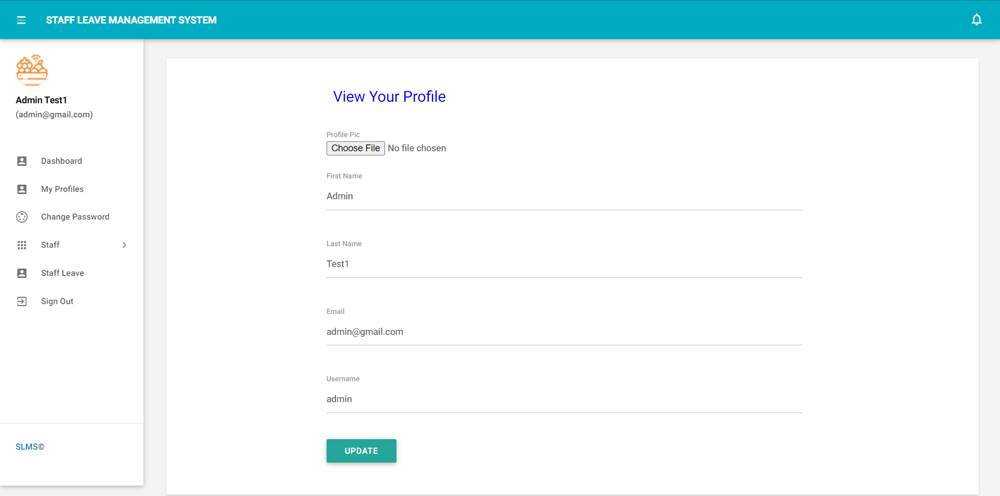 STAFF LEAVE MANAGEMENT SYSTEM
Admin Test1
(admin@gmail.com)
Dashboard
My Profiles
Change Password
Staff
Staff Leave
Sign Out
SLMS©
View Your Profile
Profile Pic
Choose File No file chosen
First Name
Admin
Last Name
Test1
Email
admin@gmail.com
Username
admin
UPDATE